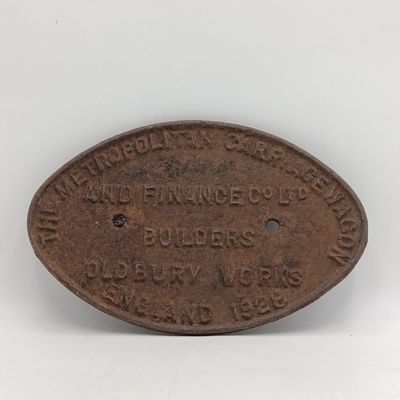 THE METROPOLITAN CARRIAGE WAGON
AND FINANCE CO LTD
BUILDERS
OLDBURY WORKS
ENGLAND 1928